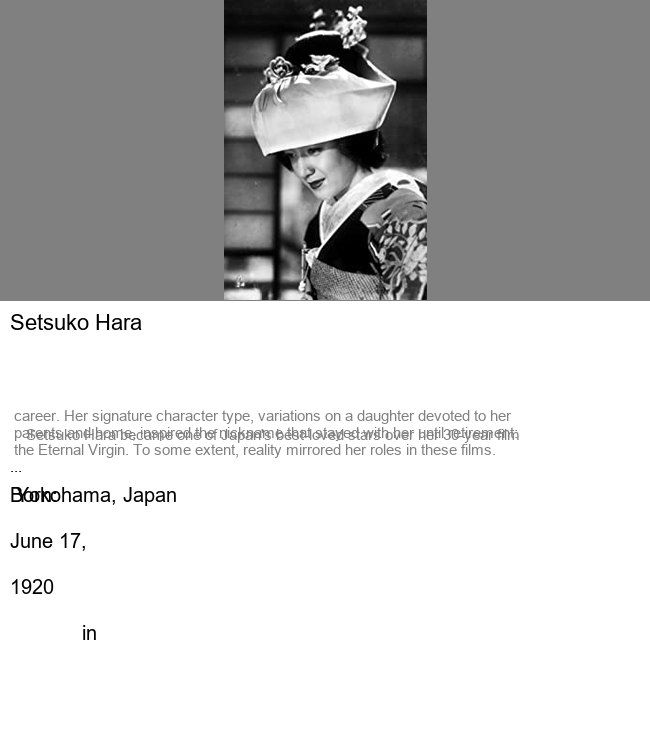 Setsuko Hara
career. Her signature character type, variations on a daughter devoted to her
parents and home, inspired the nickname that stayed with her until retirement:
Setsuko Hara became one of Japan's best-loved stars over her 30-year film
the Eternal Virgin. To some extent, reality mirrored her roles in these films.
...
Born:
Yokohama, Japan
June 17,
1920
in